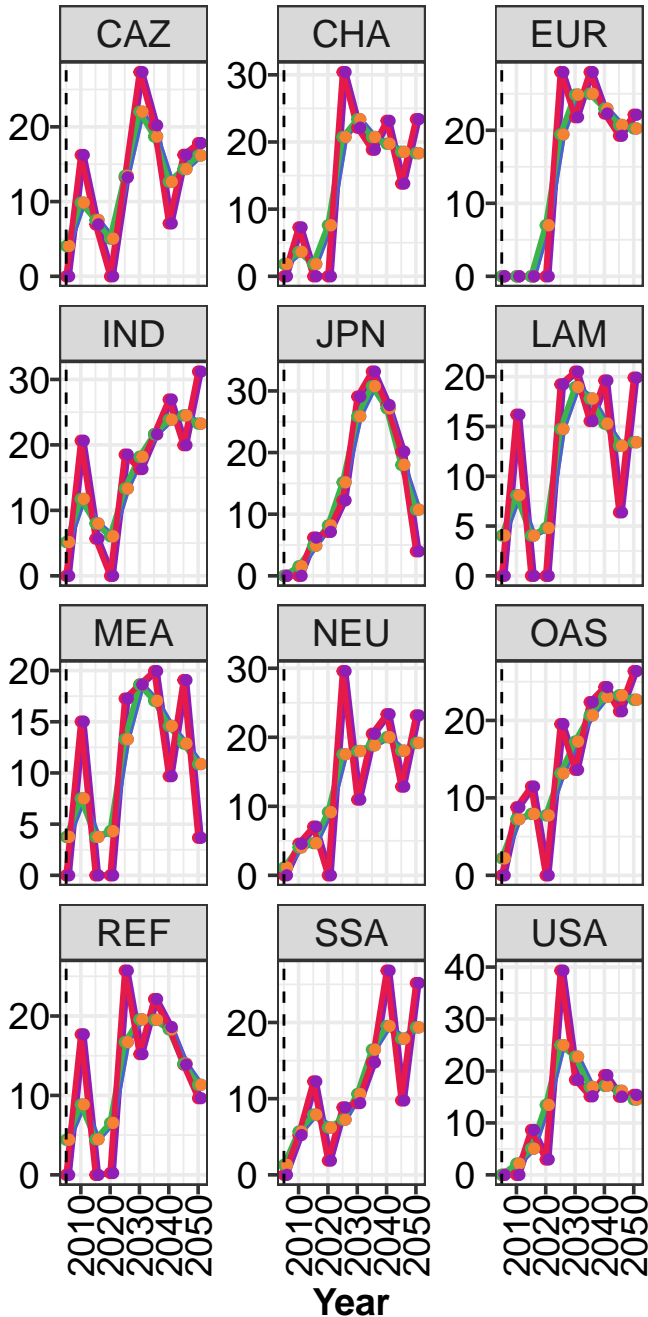 CAZ CHA EUR
20 30 20
10 20 10
0 10 0
0
IND JPN LAM
30 30 20
20 20 15
10 10 10
0 0 5
0
MEA NEU OAS
20 30 20
15 20 10
10 10 0
5 0
0
REF SSA USA
20 20 40
10 10 30
0 0 20
10
0
2010 2020 2030 2040 2050 2010 2020 2030 2040 2050 2010 2020 2030 2040 2050
Year